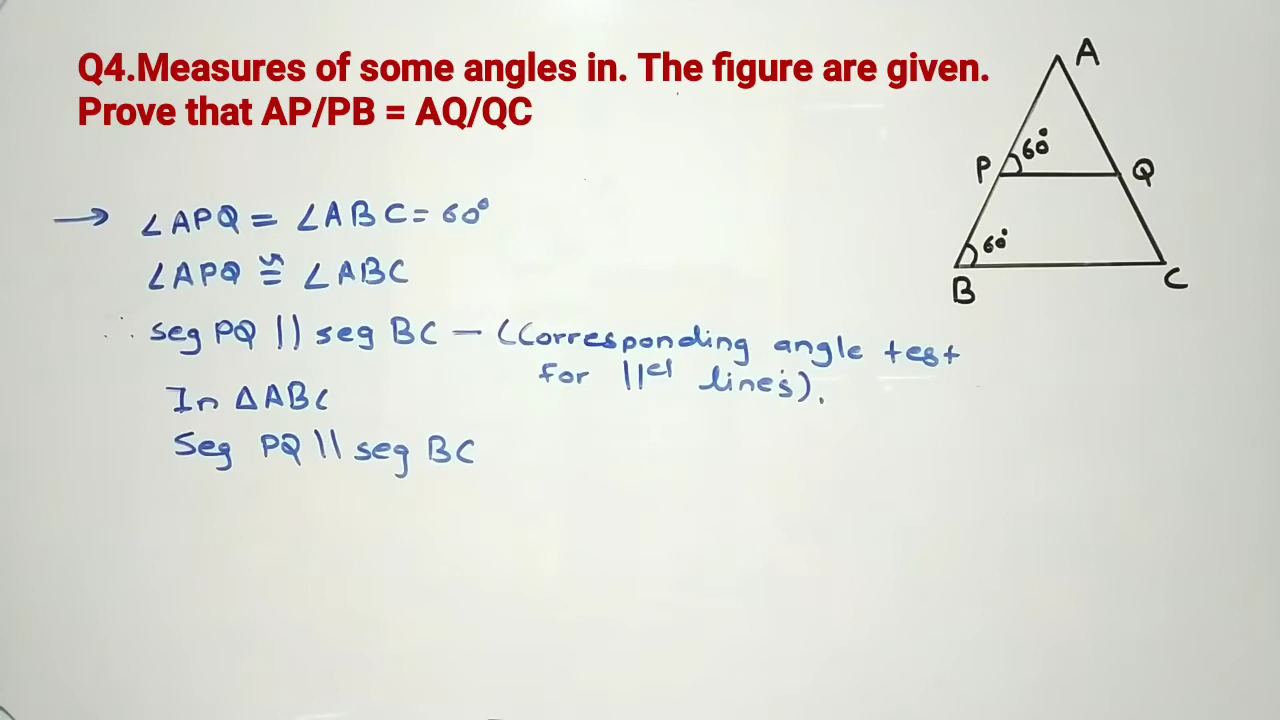 Q4.Measures of some angles in. The figure are given.
Prove that AP/PB = AQ/QC
A
60°
P
Q
60°
B
C
→ ∠APQ = ∠ABC = 60°
∠APQ ≅ ∠ABC
∴ seg PQ || seg BC — (Corresponding angle test
for ||el lines).
In ΔABC
Seg PQ || seg BC